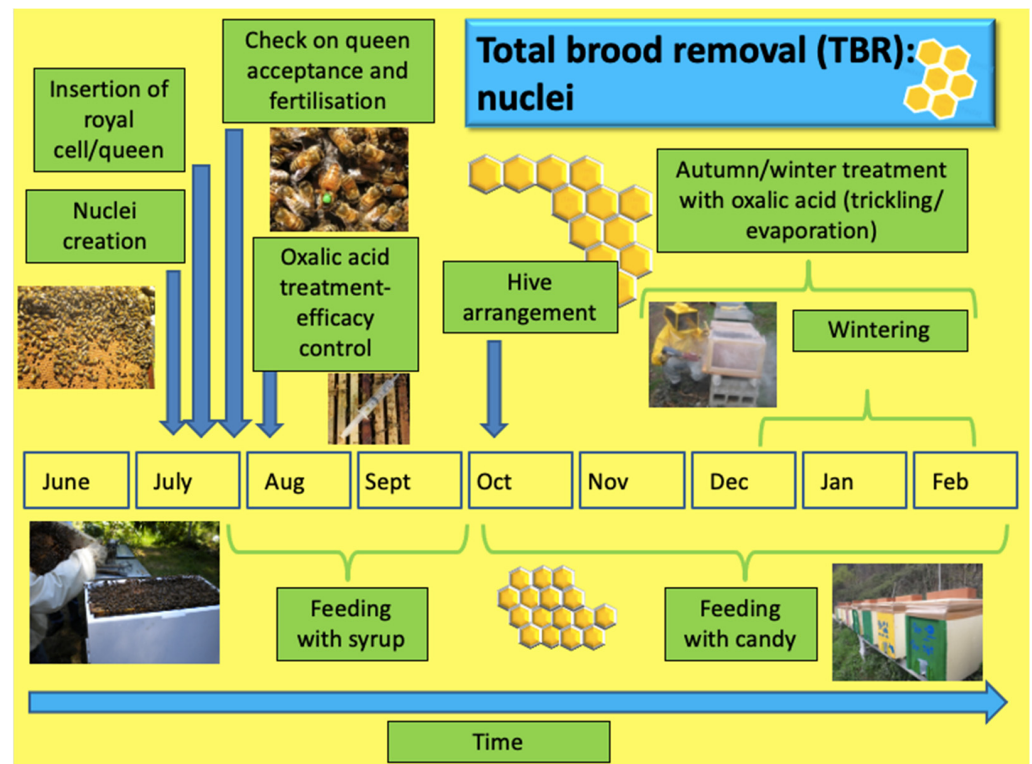 Total brood removal (TBR):
nuclei
Check on queen
acceptance and
fertilisation
Insertion of
royal
cell/queen
Nuclei
creation
Oxalic acid
treatment-
efficacy
control
Hive
arrangement
Autumn/winter treatment
with oxalic acid (trickling/
evaporation)
Wintering
June
July
Aug
Sept
Oct
Nov
Dec
Jan
Feb
Feeding
with syrup
Feeding
with candy
Time